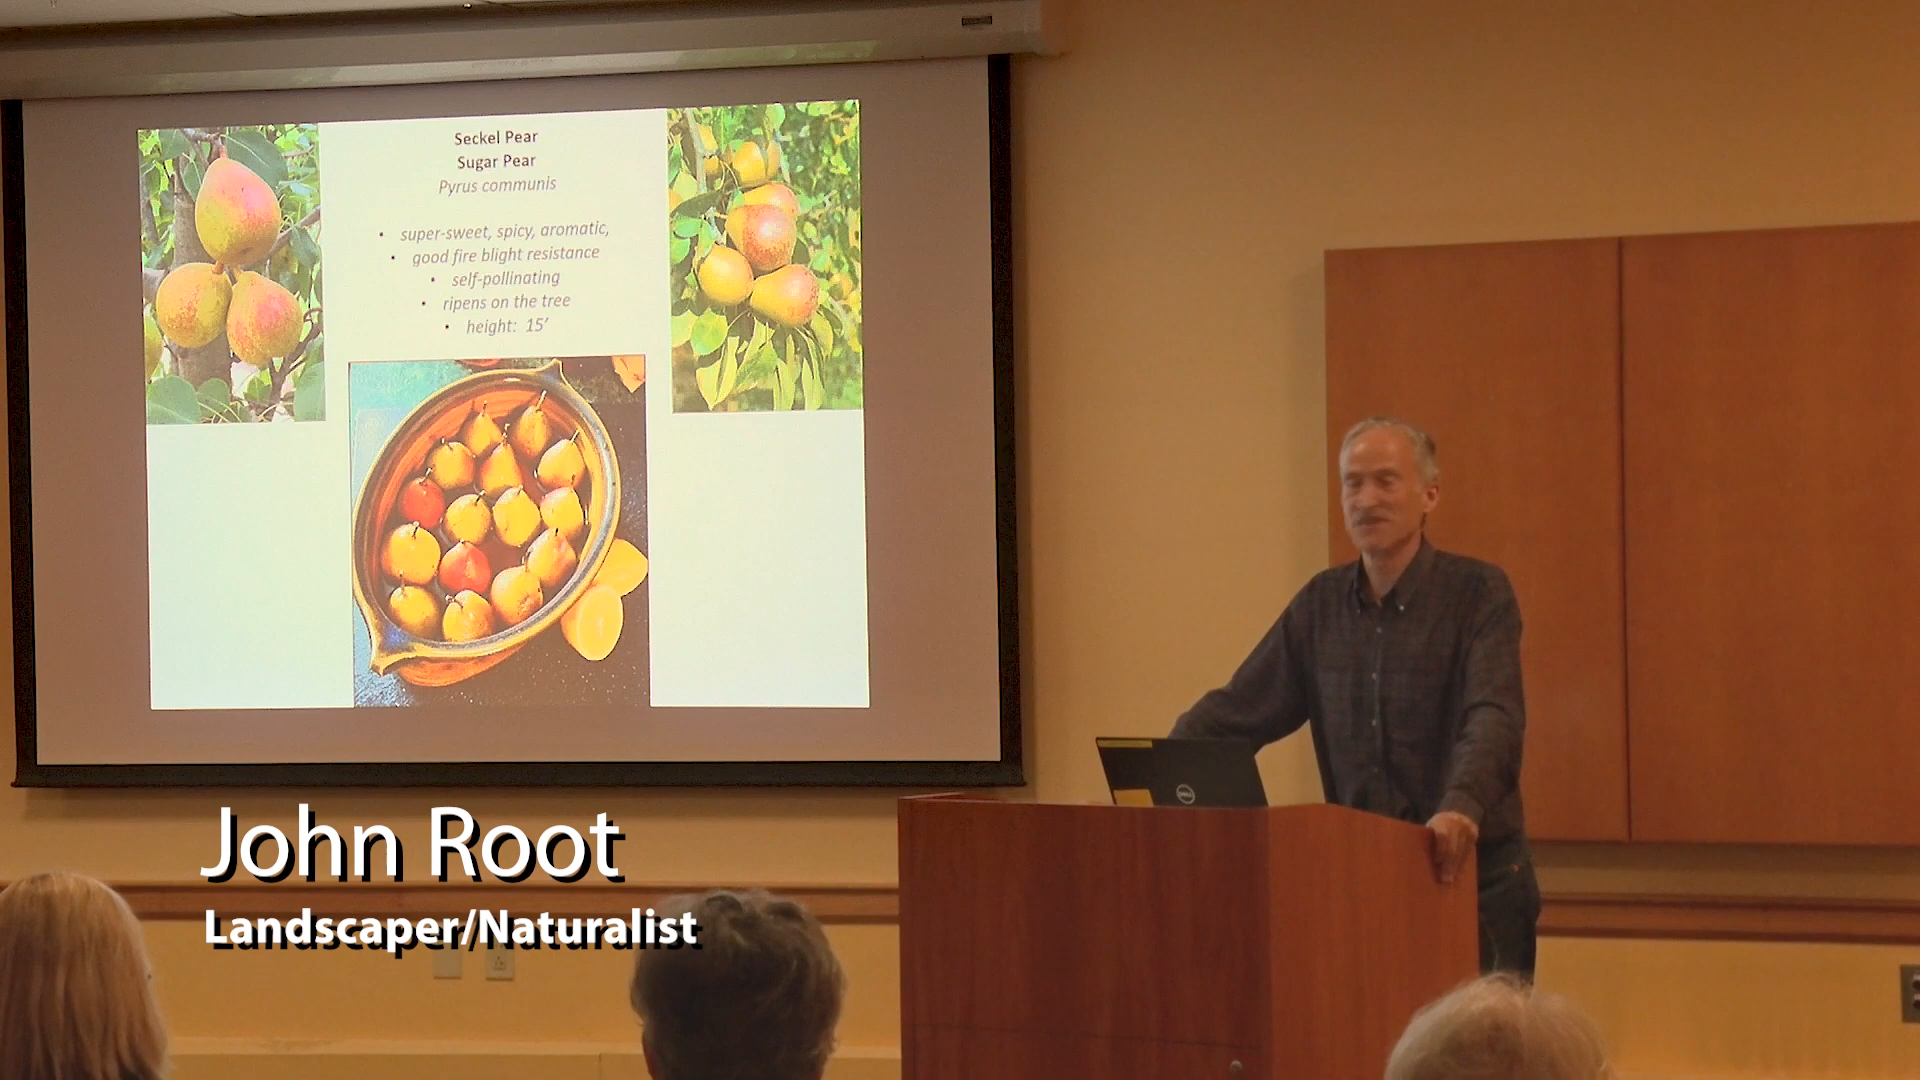 Seckel Pear
Sugar Pear
Pyrus communis
• super-sweet, spicy, aromatic,
• good fire blight resistance
• self-pollinating
• ripens on the tree
• height: 15'
DELL
John Root
Landscaper/Naturalist